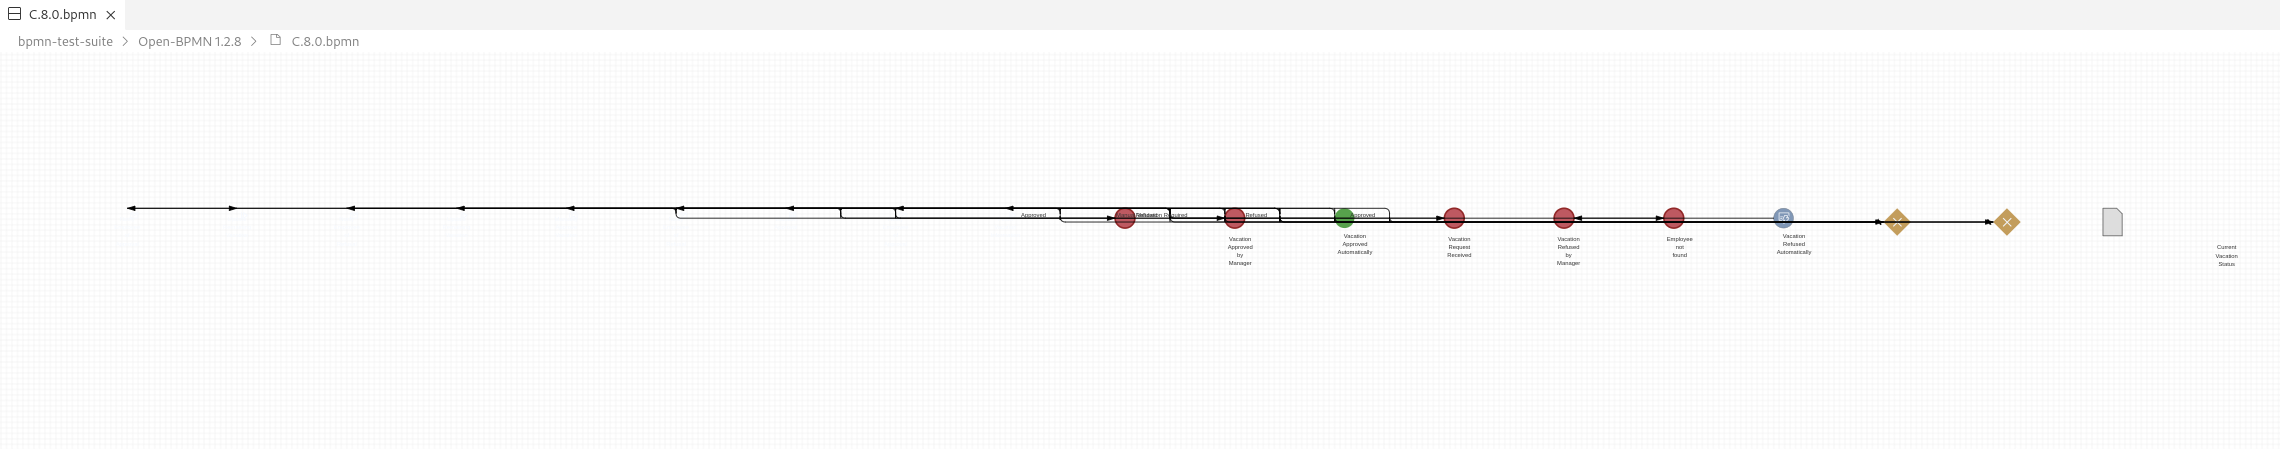 C.8.0.bpmn
bpmn-test-suite > Open-BPMN 1.2.8 > C.8.0.bpmn
Approved
Required
Refused
Approved
Vacation
Approved
by
Manager
Vacation
Approved
Automatically
Vacation
Request
Received
Vacation
Refused
by
Manager
Employee
not
found
Vacation
Refused
Automatically
Current
Vacation
Status